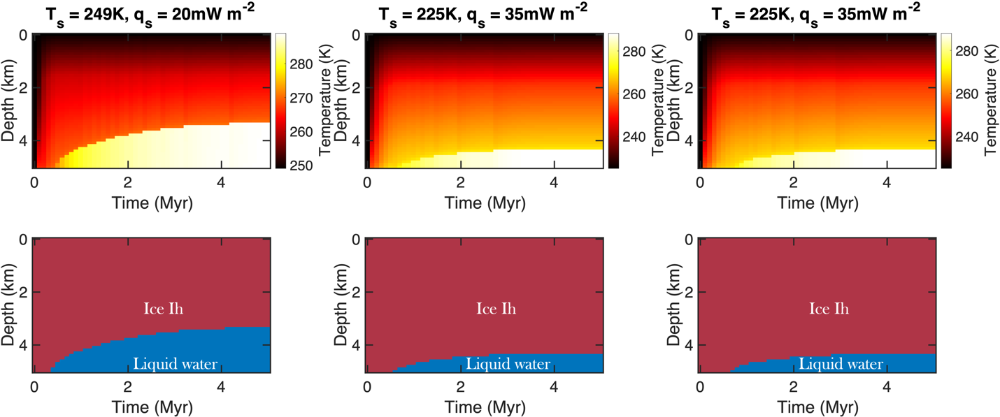 T_s = 249K, q_s = 20mW m^-2
0
2
4
Depth (km)
0 2 4
Time (Myr)
280
270
260
250
Temperature (K)
T_s = 225K, q_s = 35mW m^-2
0
2
4
Depth (km)
0 2 4
Time (Myr)
280
260
240
Temperature (K)
T_s = 225K, q_s = 35mW m^-2
0
2
4
Depth (km)
0 2 4
Time (Myr)
280
260
240
Temperature (K)
0
2
4
Depth (km)
Ice Ih
Liquid water
0 2 4
Time (Myr)
0
2
4
Depth (km)
Ice Ih
Liquid water
0 2 4
Time (Myr)
0
2
4
Depth (km)
Ice Ih
Liquid water
0 2 4
Time (Myr)